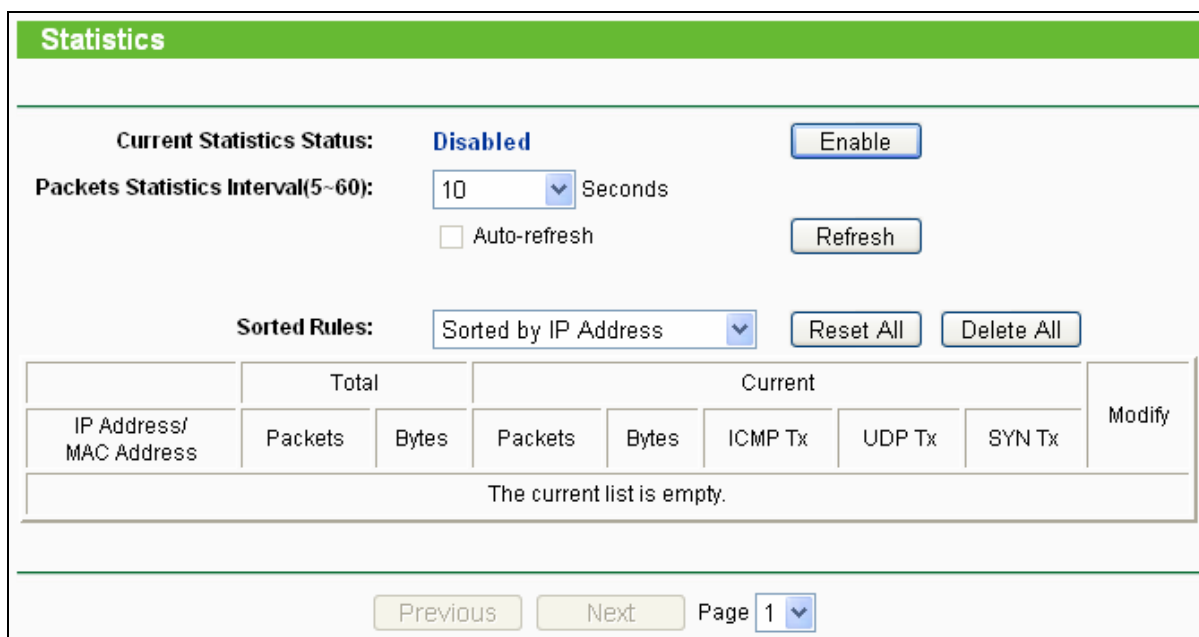 Statistics
Current Statistics Status: Disabled Enable
Packets Statistics Interval(5~60): 10 Seconds
Auto-refresh Refresh
Sorted Rules: Sorted by IP Address Reset All Delete All
Total Current Modify
IP Address/
MAC Address Packets Bytes Packets Bytes ICMP Tx UDP Tx SYN Tx
The current list is empty.
Previous Next Page 1